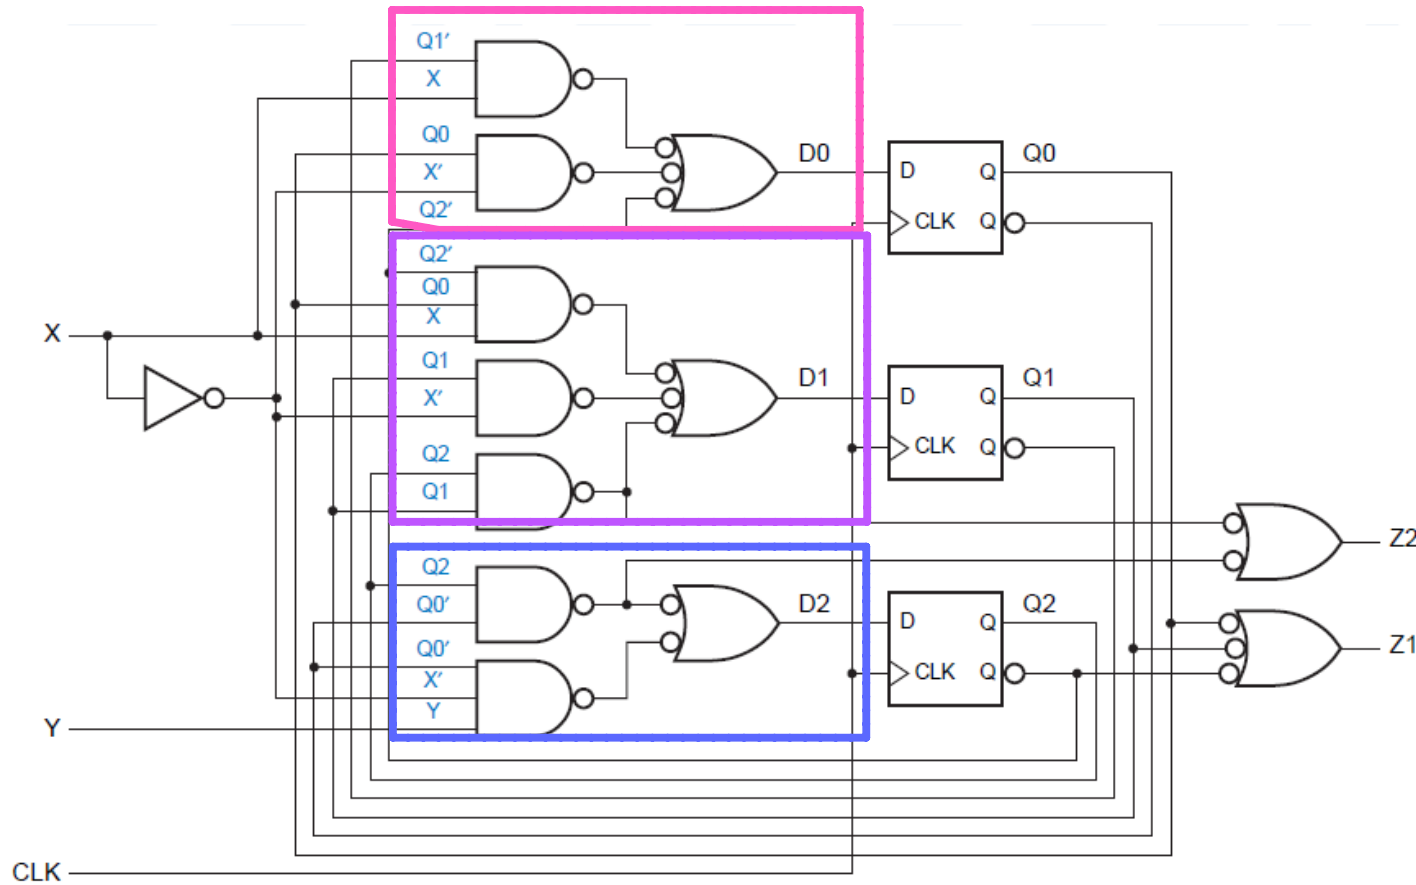 Q1′
X
Q0
X′
Q2′
D0
D Q
CLK Q
Q0
Q2′
Q0
X
X
Q1
X′
Q2
Q1
D1
D Q
CLK Q
Q1
Z2
Q2
Q0′
Q0′
X′
Y
D2
D Q
CLK Q
Q2
Z1
Y
CLK